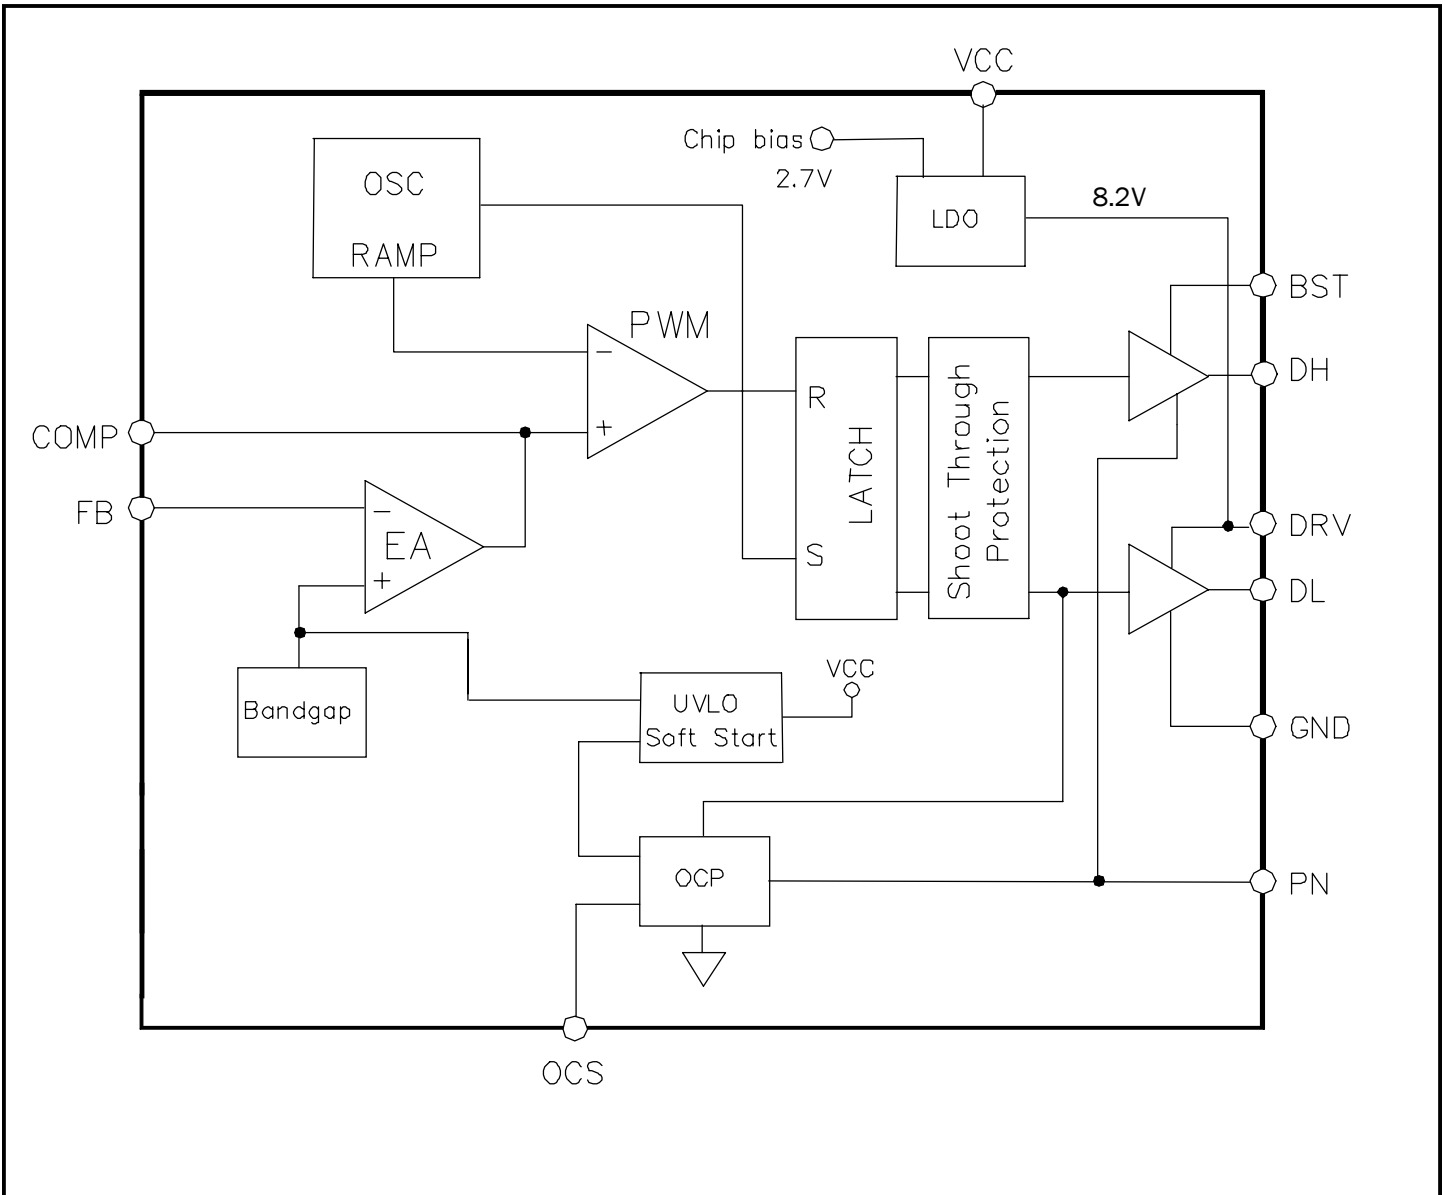 VCC
Chip bias
2.7V
OSC
RAMP
LDO
8.2V
BST
PWM
−
+
DH
R
S
LATCH
Shoot Through
Protection
COMP
FB
−
EA
+
DRV
DL
Bandgap
UVLO
Soft Start
VCC
GND
OCP
PN
OCS